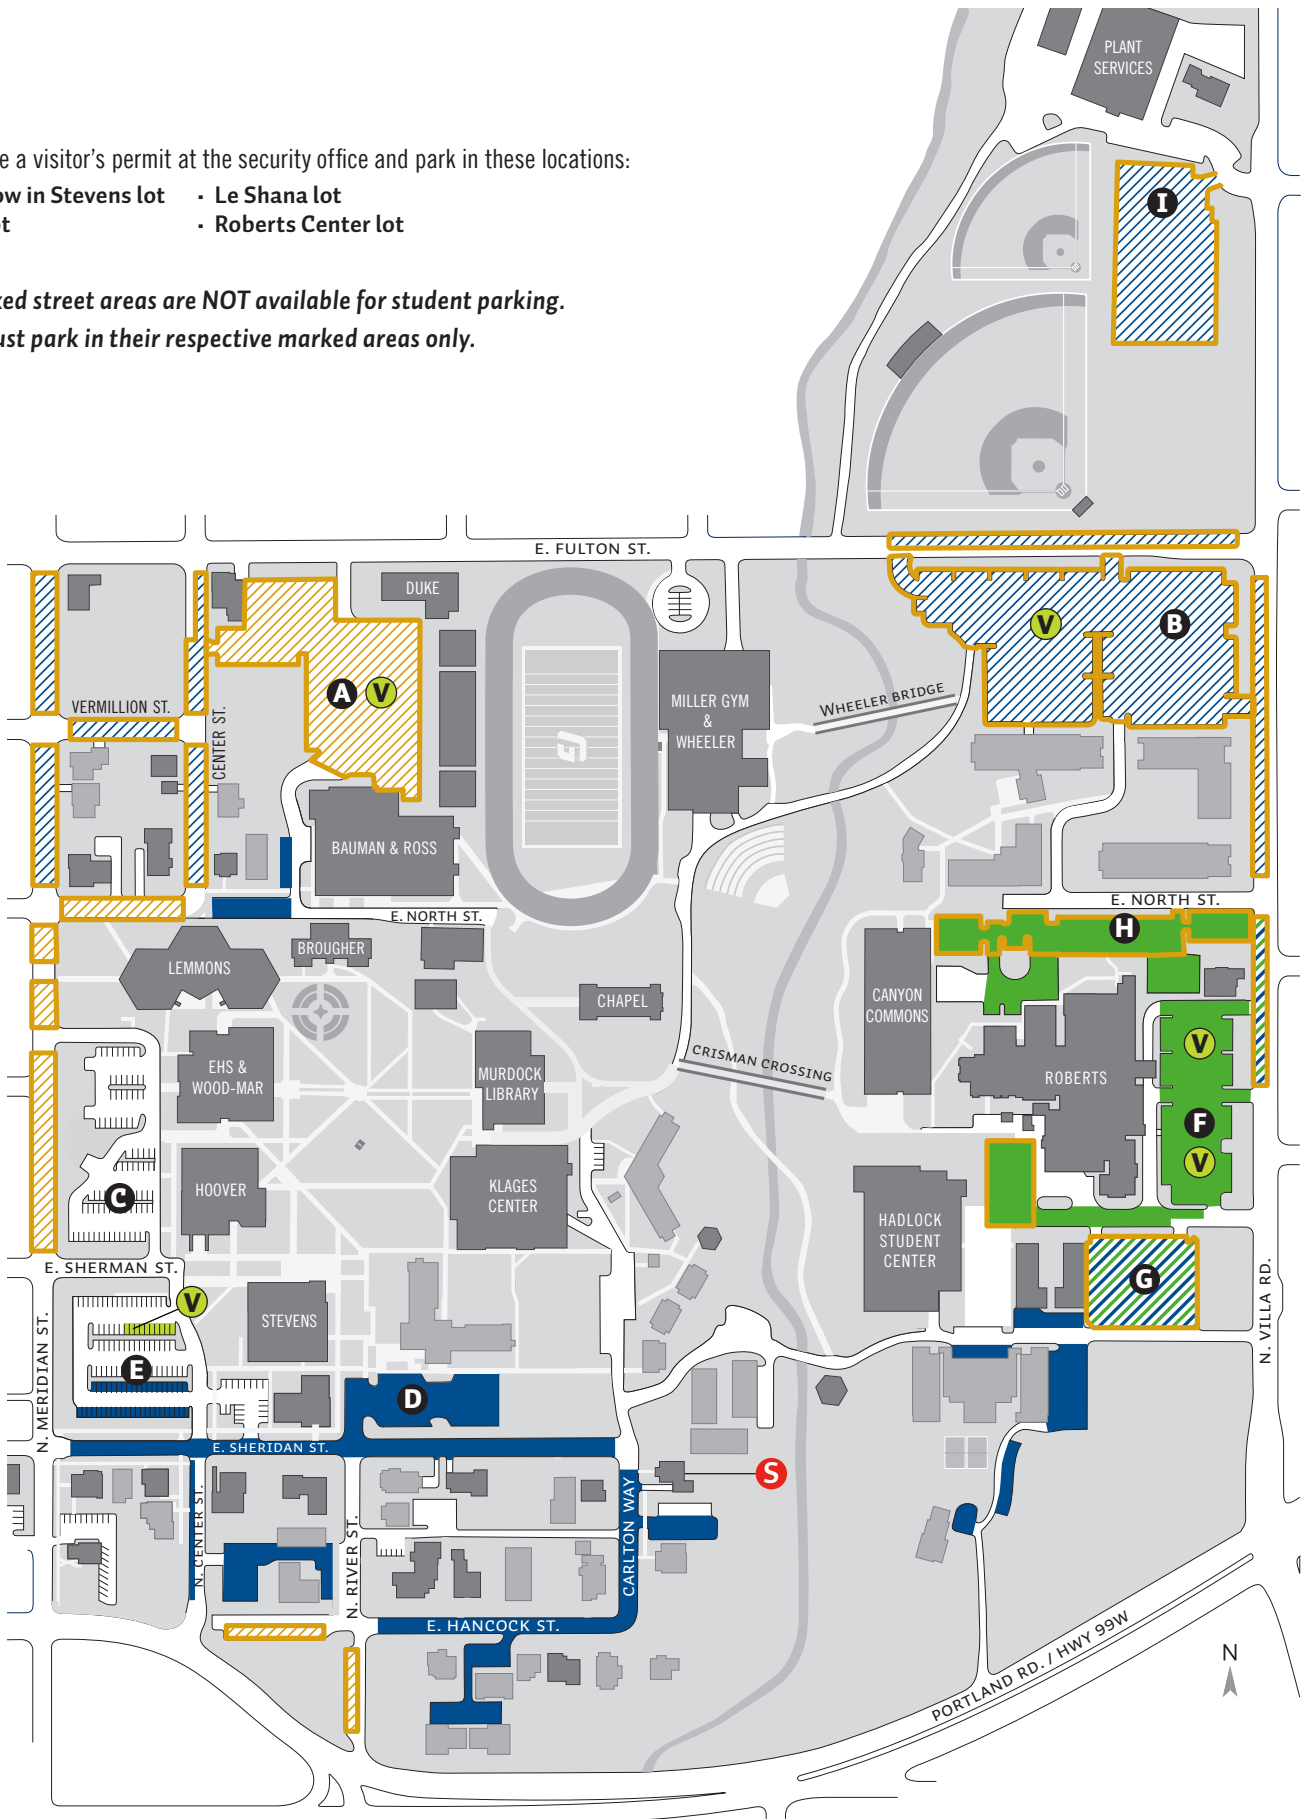 PLANT
SERVICES
e a visitor's permit at the security office and park in these locations:
ow in Stevens lot
· Le Shana lot
ot
· Roberts Center lot
I
ked street areas are NOT available for student parking.
ust park in their respective marked areas only.
E. FULTON ST.
DUKE
V
B
A
V
VERMILLION ST.
CENTER ST.
MILLER GYM
&
WHEELER
WHEELER BRIDGE
BAUMAN & ROSS
E. NORTH ST.
E. NORTH ST.
H
LEMMONS
BROUGHER
CHAPEL
CANYON
COMMONS
EHS &
WOOD-MAR
MURDOCK
LIBRARY
CRISMAN CROSSING
ROBERTS
V
F
V
C
HOOVER
KLAGES
CENTER
HADLOCK
STUDENT
CENTER
E. SHERMAN ST.
G
V
STEVENS
N. MERIDIAN ST.
N. VILLA RD.
E
D
E. SHERIDAN ST.
S
N. CENTER ST.
N. RIVER ST.
CARLTON WAY
E. HANCOCK ST.
PORTLAND RD. / HWY 99W
N